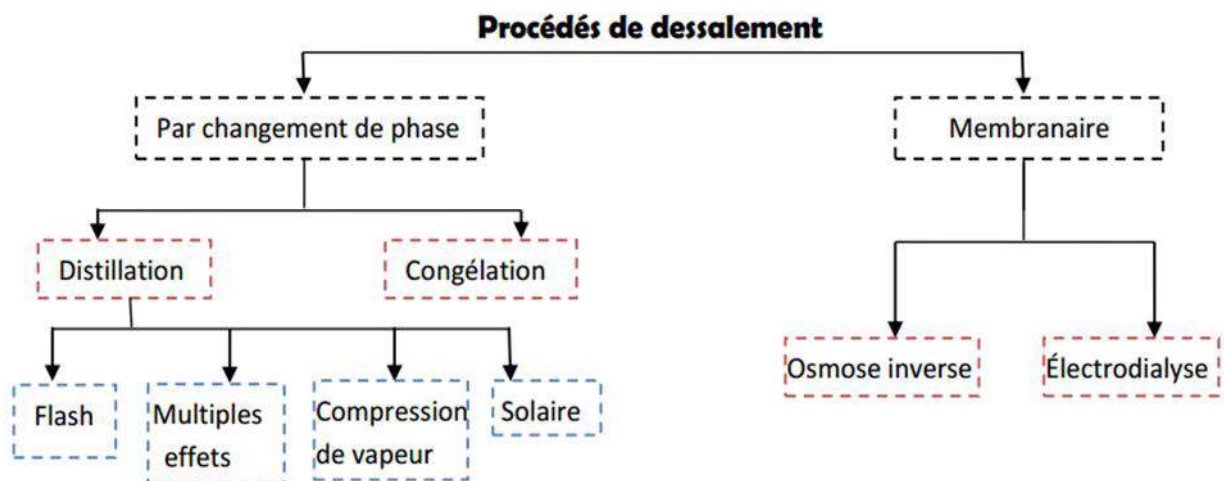 Procédés de dessalement
Par changement de phase
Membranaire
Distillation
Congélation
Osmose inverse
Électrodialyse
Flash
Multiples
effets
Compression
de vapeur
Solaire